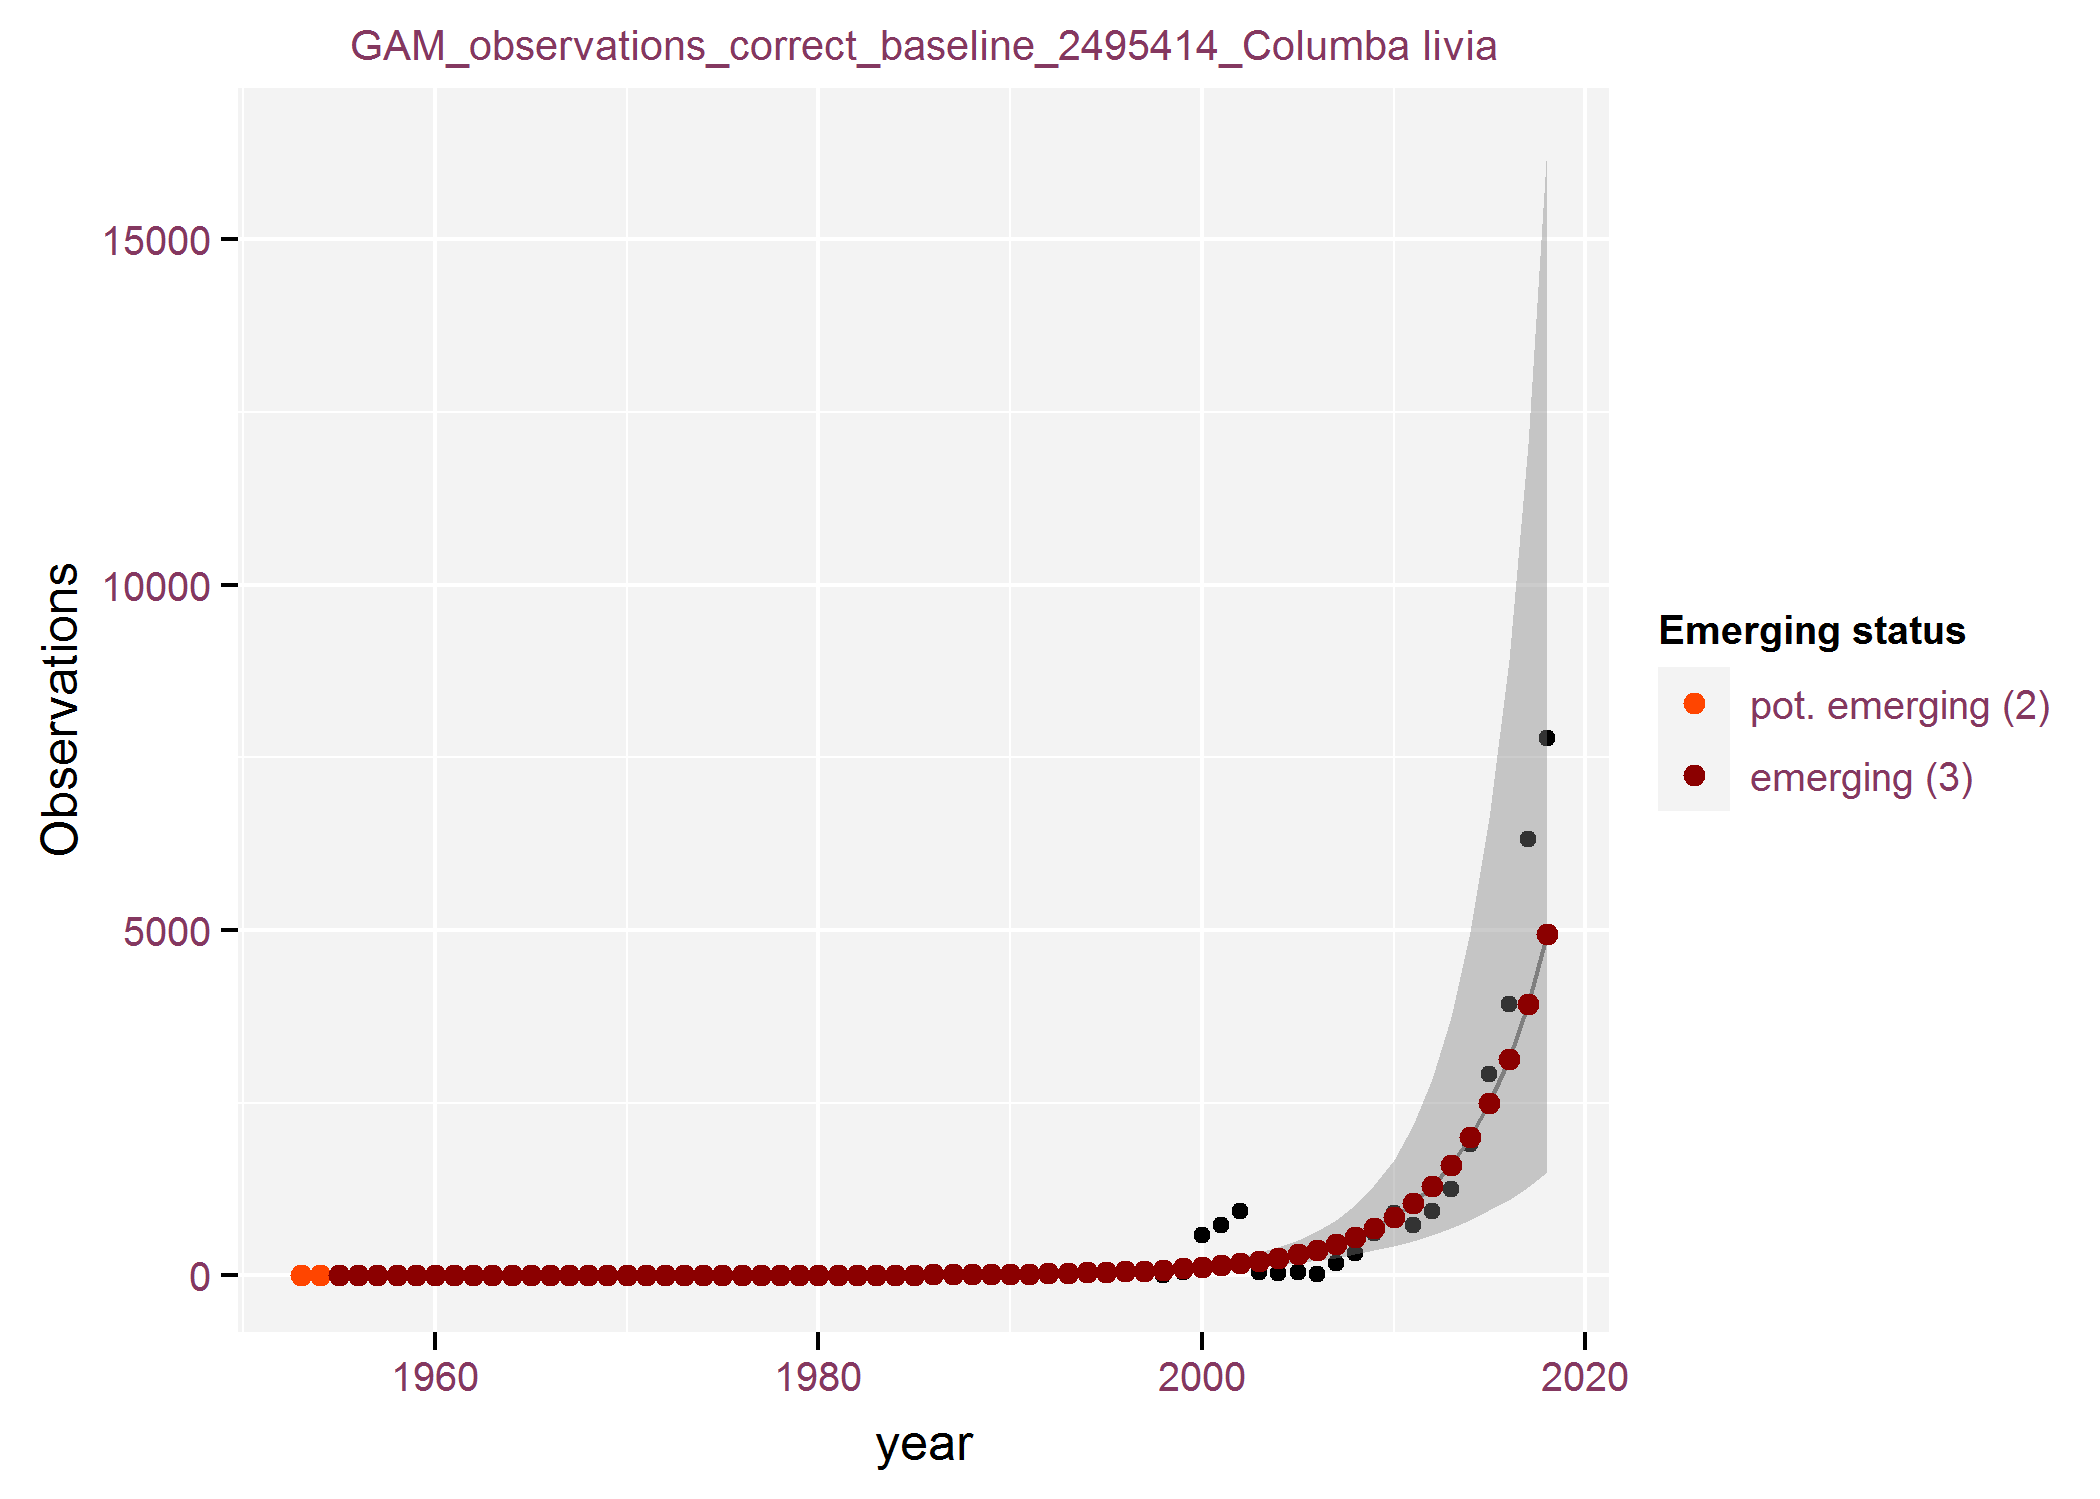 GAM_observations_correct_baseline_2495414_Columba livia
15000
10000
5000
0
Observations
1960
1980
2000
2020
year
Emerging status
pot. emerging (2)
emerging (3)